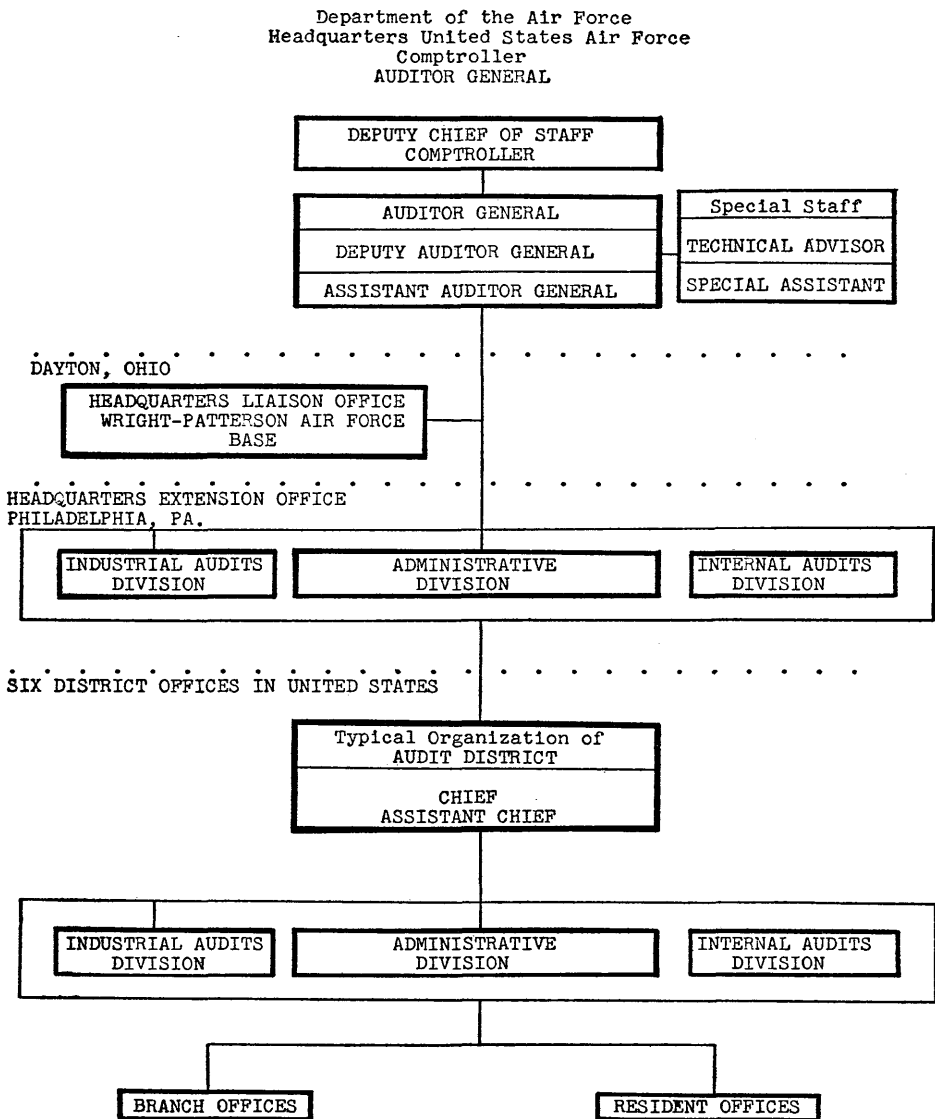 Department of the Air Force
Headquarters United States Air Force
Comptroller
AUDITOR GENERAL
DEPUTY CHIEF OF STAFF
COMPTROLLER
AUDITOR GENERAL
DEPUTY AUDITOR GENERAL
ASSISTANT AUDITOR GENERAL
Special Staff
TECHNICAL ADVISOR
SPECIAL ASSISTANT
DAYTON, OHIO
HEADQUARTERS LIAISON OFFICE
WRIGHT-PATTERSON AIR FORCE
BASE
HEADQUARTERS EXTENSION OFFICE
PHILADELPHIA, PA.
INDUSTRIAL AUDITS
DIVISION
ADMINISTRATIVE
DIVISION
INTERNAL AUDITS
DIVISION
SIX DISTRICT OFFICES IN UNITED STATES
Typical Organization of
AUDIT DISTRICT
CHIEF
ASSISTANT CHIEF
INDUSTRIAL AUDITS
DIVISION
ADMINISTRATIVE
DIVISION
INTERNAL AUDITS
DIVISION
BRANCH OFFICES
RESIDENT OFFICES